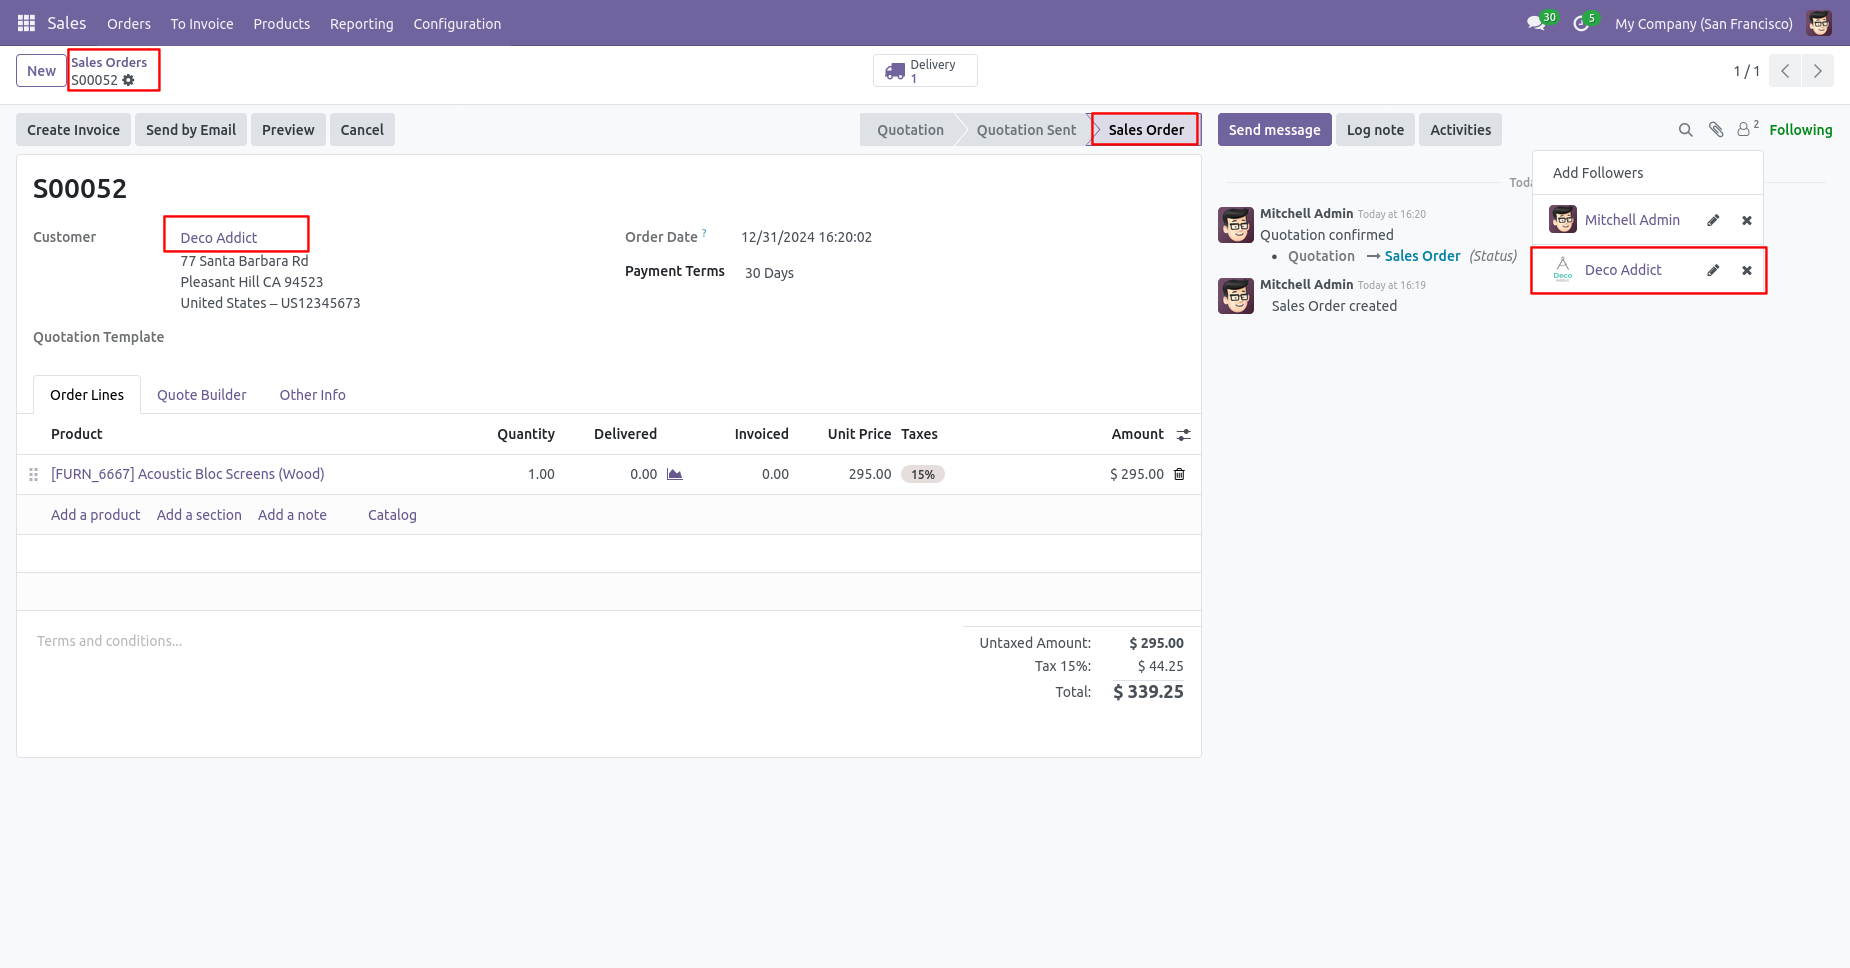 Sales Orders To Invoice Products Reporting Configuration 30 5 My Company (San Francisco)
New Sales Orders Delivery 1 / 1
S00052 1
Create Invoice Send by Email Preview Cancel Quotation Quotation Sent Sales Order Send message Log note Activities 2 Following
S00052
Customer Deco Addict
77 Santa Barbara Rd
Pleasant Hill CA 94523
United States – US12345673
Order Date ? 12/31/2024 16:20:02
Payment Terms 30 Days
Quotation Template
Order Lines Quote Builder Other Info
Product Quantity Delivered Invoiced Unit Price Taxes Amount
[FURN_6667] Acoustic Bloc Screens (Wood) 1.00 0.00 0.00 295.00 15% $ 295.00
Add a product Add a section Add a note Catalog
Terms and conditions...
Untaxed Amount: $ 295.00
Tax 15%: $ 44.25
Total: $ 339.25
Mitchell Admin Today at 16:20
Quotation confirmed
• Quotation → Sales Order (Status)
Mitchell Admin Today at 16:19
Sales Order created
Add Followers
Mitchell Admin
Deco
Deco Addict